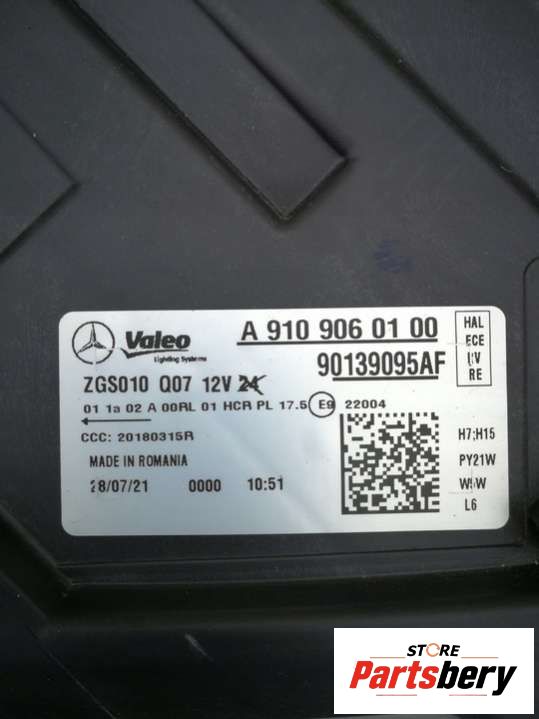 Valeo
Lighting Systems
A 910 906 01 00
90139095AF
HAL
ECE
RE
ZGS010 Q07 12V 24
01 1a 02 A 00RL 01 HCR PL 17.5 E9 22004
CCC: 20180315R
MADE IN ROMANIA
28/07/21 0000 10:51
H7;H15
PY21W
W5W
L6
STORE
Partsbery